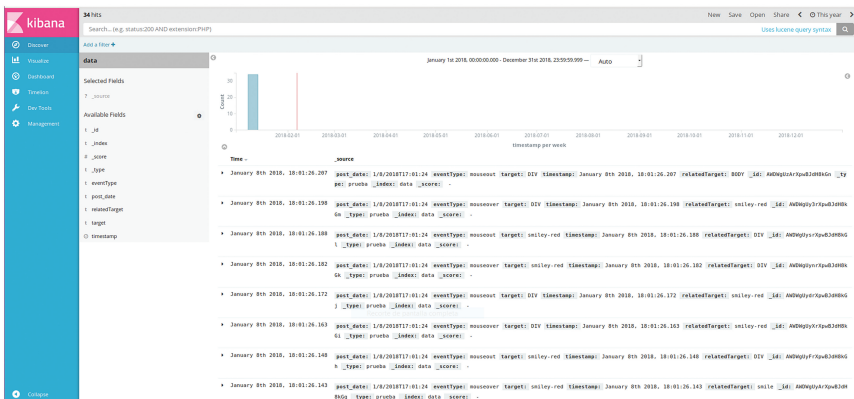 kibana
Discover
Visualize
Dashboard
Timelion
Dev Tools
Management
Collapse
34 hits
New Save Open Share This year
Search... (e.g. status:200 AND extension:PHP)
Uses lucene query syntax
Add a filter +
data
Selected Fields
? _source
Available Fields
t _id
t _index
# _score
t _type
t eventType
t post_date
t relatedTarget
t target
timestamp
January 1st 2018, 00:00:00.000 - December 31st 2018, 23:59:59.999 — Auto
Count
30
20
10
0
2018-02-01 2018-03-01 2018-04-01 2018-05-01 2018-06-01 2018-07-01 2018-08-01 2018-09-01 2018-10-01 2018-11-01 2018-12-01
timestamp per week
Time _source
January 8th 2018, 18:01:26.207 post_date: 1/8/2018T17:01:24 eventType: mouseout target: DIV timestamp: January 8th 2018, 18:01:26.207 relatedTarget: BODY _id: _ty
pe: prueba _index: data _score: -
January 8th 2018, 18:01:26.198 post_date: 1/8/2018T17:01:24 eventType: mouseover target: DIV timestamp: January 8th 2018, 18:01:26.198 relatedTarget: smiley-red _id:
_type: prueba _index: data _score: -
January 8th 2018, 18:01:26.188 post_date: 1/8/2018T17:01:24 eventType: mouseout target: smiley-red timestamp: January 8th 2018, 18:01:26.188 relatedTarget: DIV _id:
_type: prueba _index: data _score: -
January 8th 2018, 18:01:26.182 post_date: 1/8/2018T17:01:24 eventType: mouseover target: smiley-red timestamp: January 8th 2018, 18:01:26.182 relatedTarget: DIV _id:
_type: prueba _index: data _score: -
January 8th 2018, 18:01:26.172 post_date: 1/8/2018T17:01:24 eventType: mouseout target: DIV timestamp: January 8th 2018, 18:01:26.172 relatedTarget: smiley-red _id:
_type: prueba _index: data _score: -
January 8th 2018, 18:01:26.163 post_date: 1/8/2018T17:01:24 eventType: mouseover target: DIV timestamp: January 8th 2018, 18:01:26.163 relatedTarget: smiley-red _id:
_type: prueba _index: data _score: -
January 8th 2018, 18:01:26.148 post_date: 1/8/2018T17:01:24 eventType: mouseout target: smiley-red timestamp: January 8th 2018, 18:01:26.148 relatedTarget: DIV _id:
_type: prueba _index: data _score: -
January 8th 2018, 18:01:26.143 post_date: 1/8/2018T17:01:24 eventType: mouseover target: smiley-red timestamp: January 8th 2018, 18:01:26.143 relatedTarget: smile _id:
_type: prueba _index: data _score: -